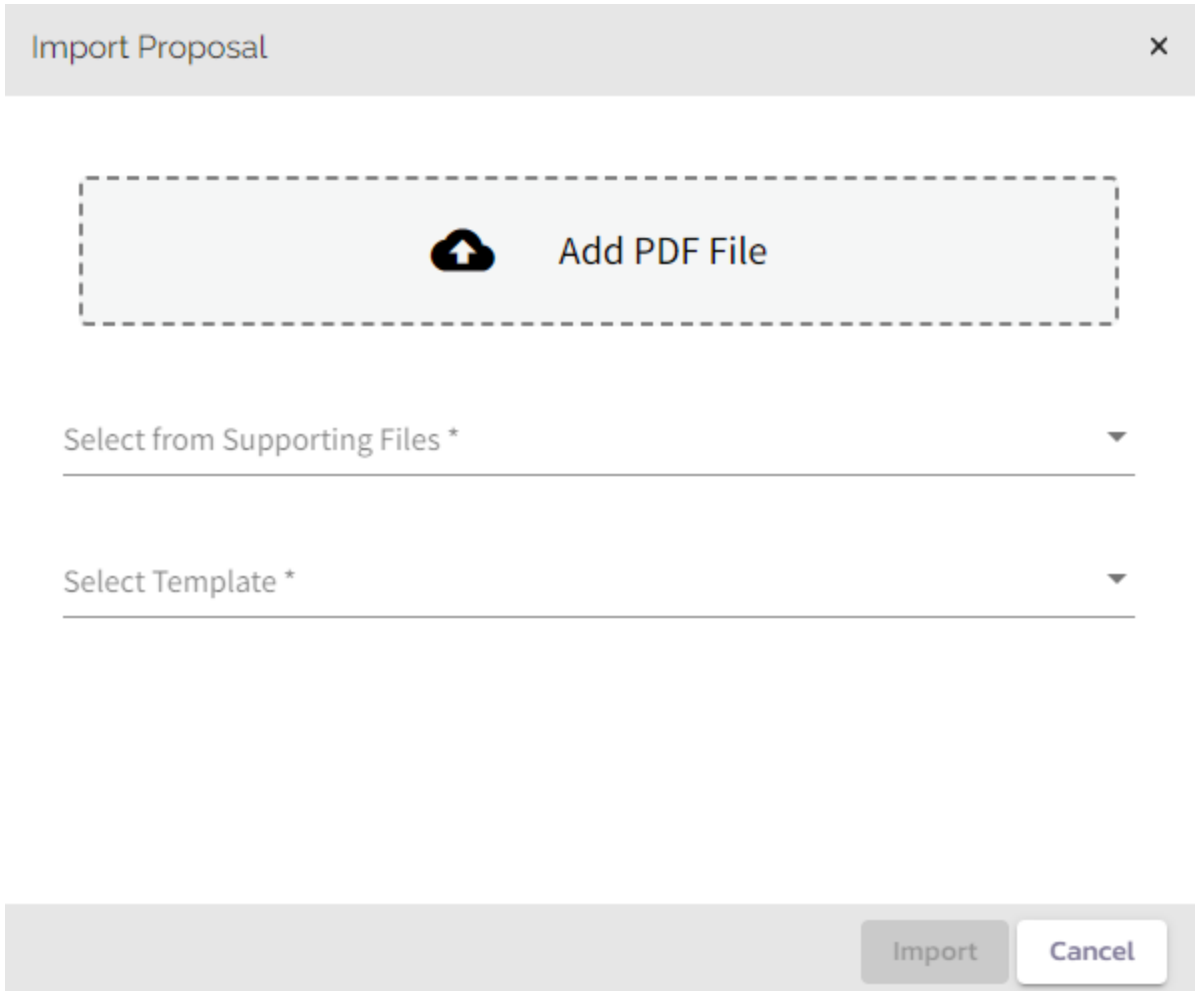 Import Proposal
Add PDF File
Select from Supporting Files *
Select Template *
Import
Cancel